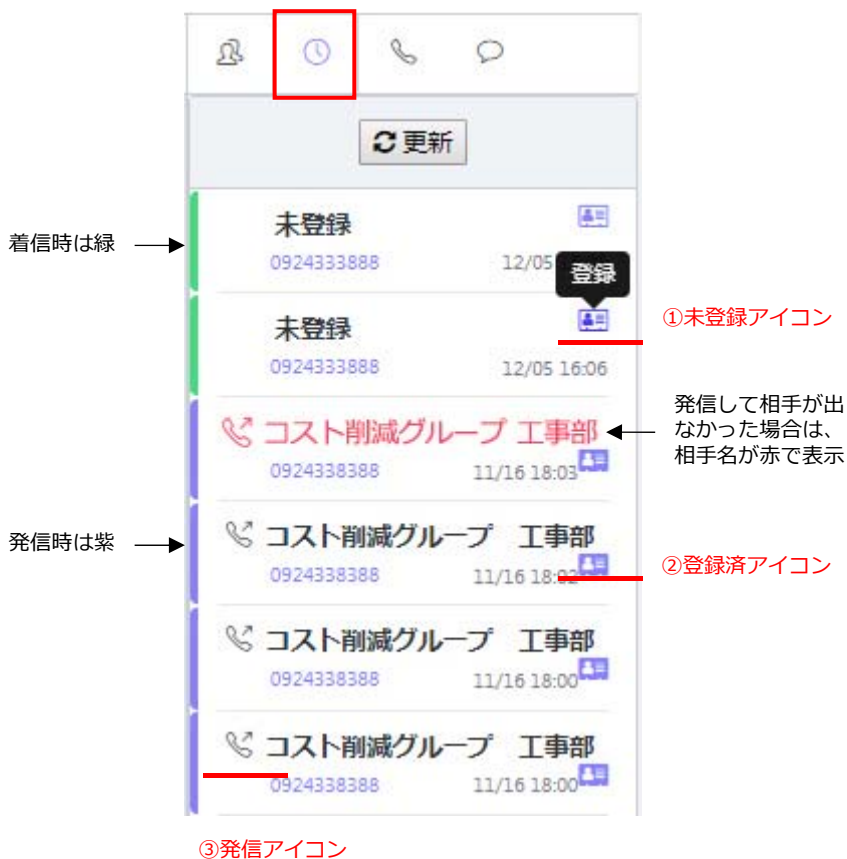 更新
着信時は緑
未登録
0924333888
12/05
登録
①未登録アイコン
未登録
0924333888
12/05 16:06
発信して相手が出
なかった場合は、
相手名が赤で表示
コスト削減グループ 工事部
0924338388
11/16 18:03
発信時は紫
コスト削減グループ　工事部
0924338388
11/16 18:02
②登録済アイコン
コスト削減グループ　工事部
0924338388
11/16 18:00
コスト削減グループ　工事部
0924338388
11/16 18:00
③発信アイコン